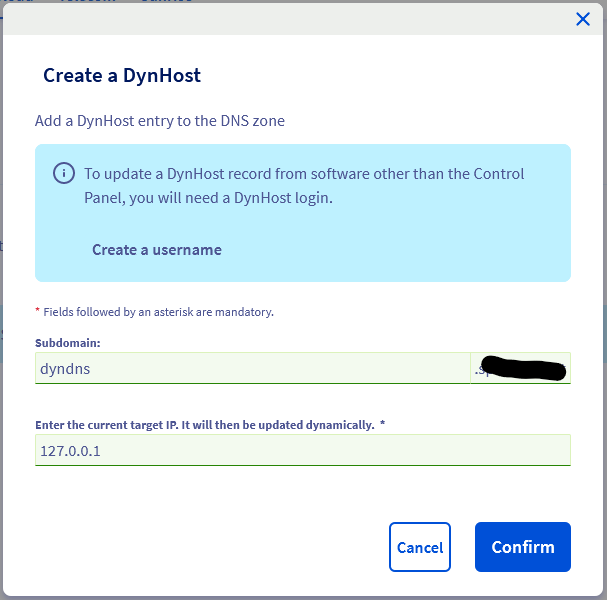 Create a DynHost
Add a DynHost entry to the DNS zone
To update a DynHost record from software other than the Control
Panel, you will need a DynHost login.
Create a username
* Fields followed by an asterisk are mandatory.
Subdomain:
dyndns
Enter the current target IP. It will then be updated dynamically. *
127.0.0.1
Cancel
Confirm